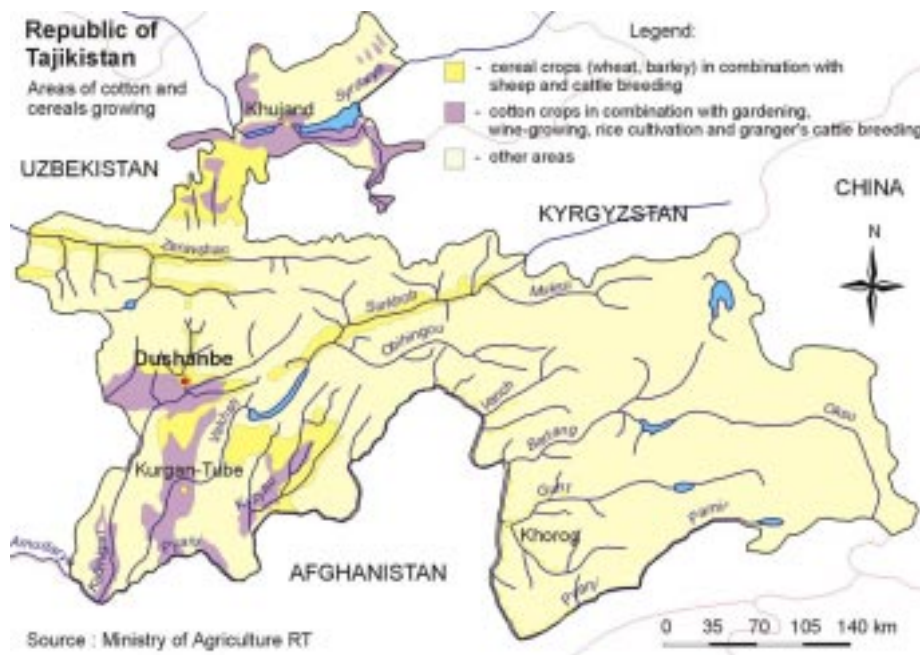 Republic of
Tajikistan
Areas of cotton and
cereals growing
Legend:
- cereal crops (wheat, barley) in combination with
sheep and cattle breeding
- cotton crops in combination with gardening,
wine-growing, rice cultivation and granger's cattle breeding
- other areas
Khujand
Syrdarya
UZBEKISTAN
CHINA
KYRGYZSTAN
N
Zeravshan
Surkhob
Muksu
Obihingou
Dushanbe
Vanch
Vakhsh
Bartang
Oksu
Kurgan-Tube
Gunt
Pamir
Khorog
Pyanj
Pyanj
AFGHANISTAN
Source : Ministry of Agriculture RT
0 35 70 105 140 km